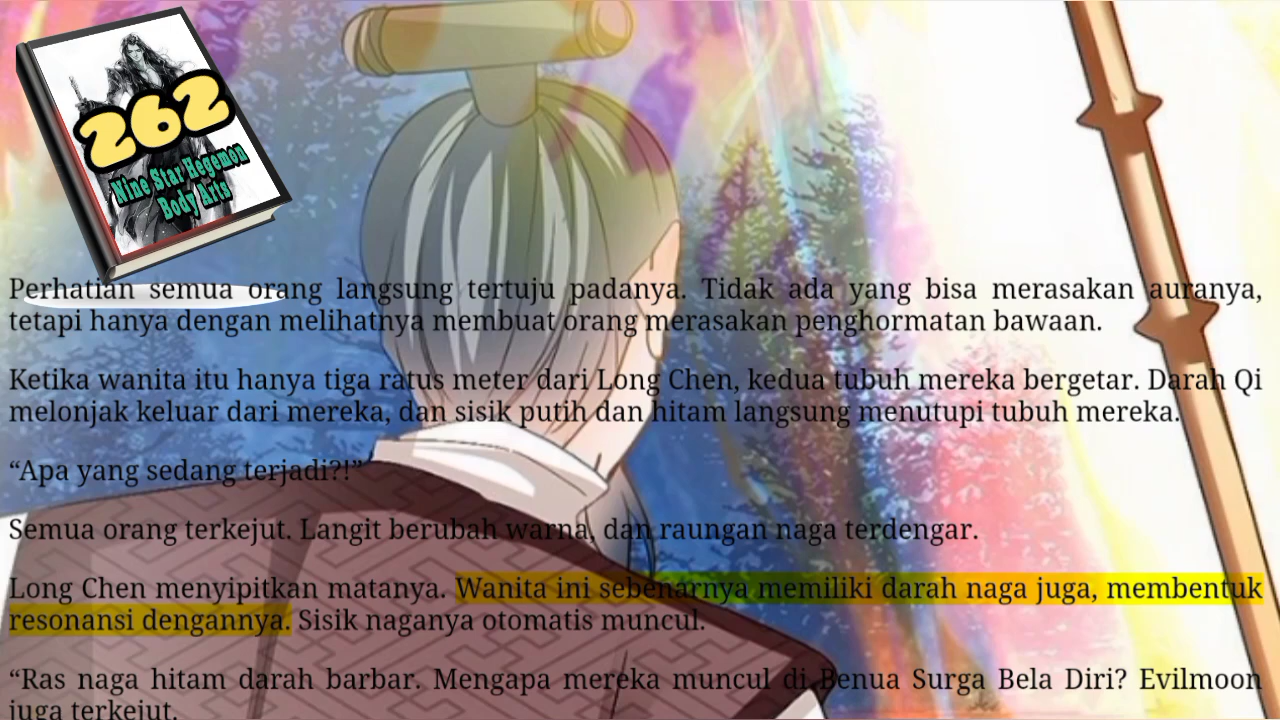 262
Nine Star Hegemon
Body Arts
Perhatian semua orang langsung tertuju padanya. Tidak ada yang bisa merasakan auranya,
tetapi hanya dengan melihatnya membuat orang merasakan penghormatan bawaan.
Ketika wanita itu hanya tiga ratus meter dari Long Chen, kedua tubuh mereka bergetar. Darah Qi
melonjak keluar dari mereka, dan sisik putih dan hitam langsung menutupi tubuh mereka.
“Apa yang sedang terjadi?!”
Semua orang terkejut. Langit berubah warna, dan raungan naga terdengar.
Long Chen menyipitkan matanya. Wanita ini sebenarnya memiliki darah naga juga, membentuk
resonansi dengannya. Sisik naganya otomatis muncul.
“Ras naga hitam darah barbar. Mengapa mereka muncul di Benua Surga Bela Diri? Evilmoon
juga terkejut.